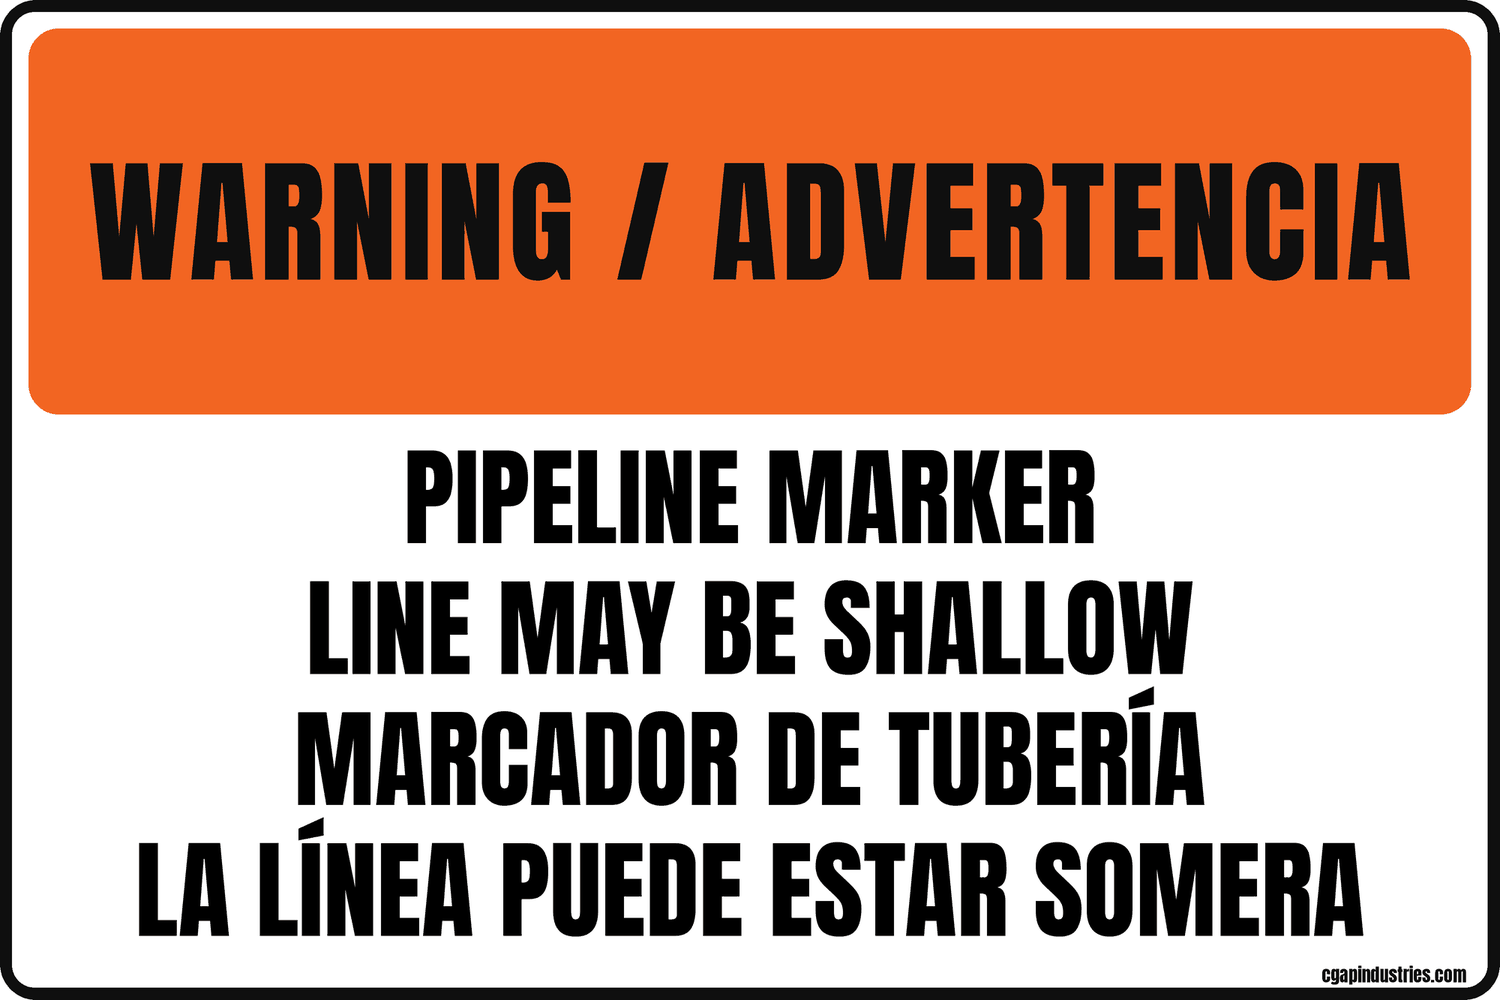 WARNING / ADVERTENCIA
PIPELINE MARKER
LINE MAY BE SHALLOW
MARCADOR DE TUBERÍA
LA LÍNEA PUEDE ESTAR SOMERA
cgapindustries.com